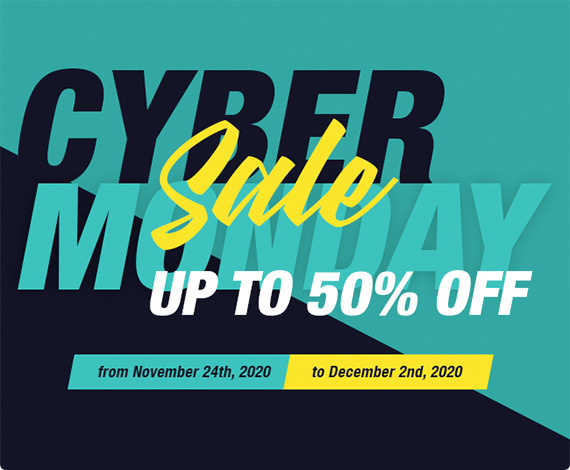 CYBER
Sale
MONDAY
UP TO 50% OFF
from November 24th, 2020 to December 2nd, 2020